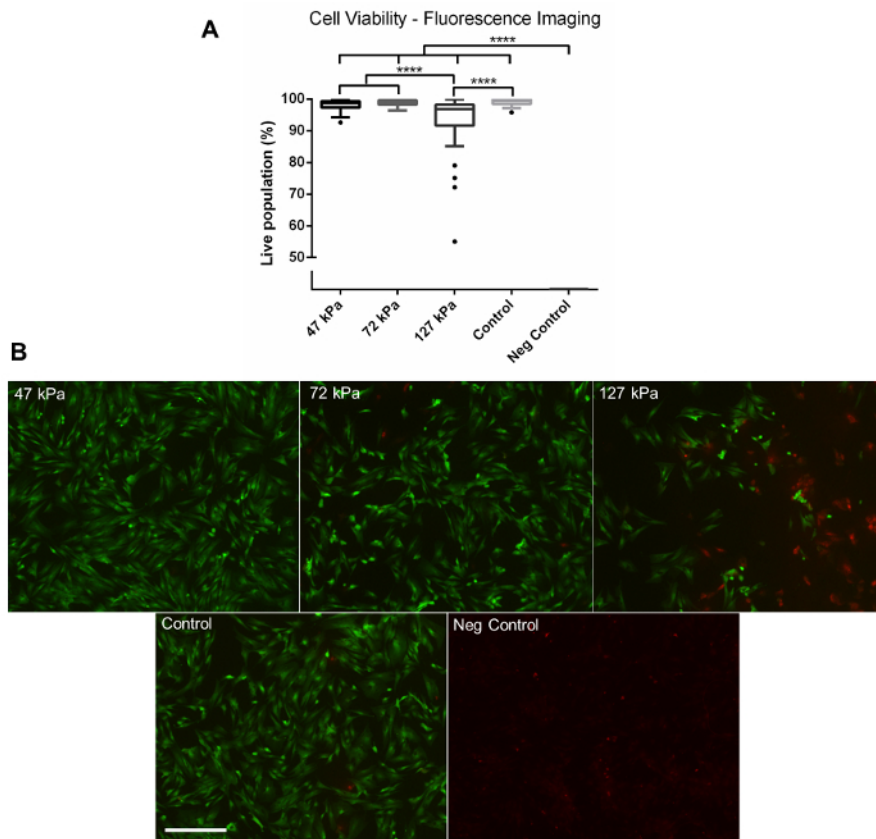 A
Cell Viability - Fluorescence Imaging
****
**** ****
Live population (%)
100
90
80
70
60
50
47 kPa
72 kPa
127 kPa
Control
Neg Control
B
47 kPa
72 kPa
127 kPa
Control
Neg Control